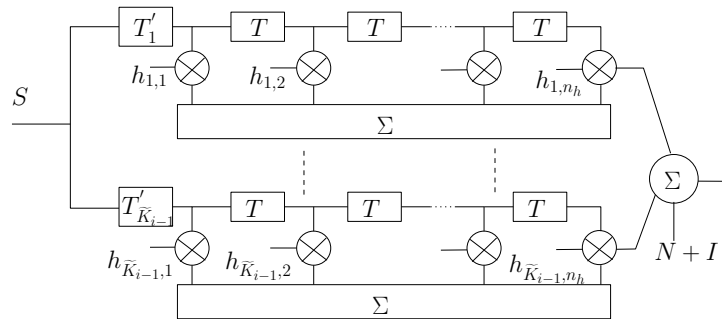 S
T'_1 T T ..... T
h_{1,1} h_{1,2} h_{1,n_h}
Σ
Σ
T'_{\widetilde{K}_{i-1}} T T ..... T
N + I
h_{\widetilde{K}_{i-1},1} h_{\widetilde{K}_{i-1},2} h_{\widetilde{K}_{i-1},n_h}
Σ